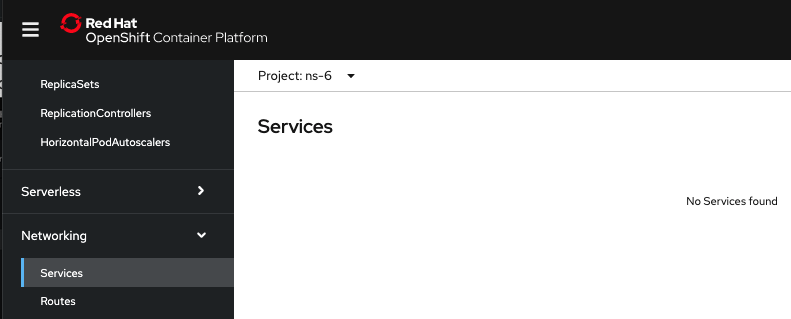 Red Hat
OpenShift Container Platform
ReplicaSets
ReplicationControllers
HorizontalPodAutoscalers
Serverless
Networking
Services
Routes
Project: ns-6
Services
No Services found